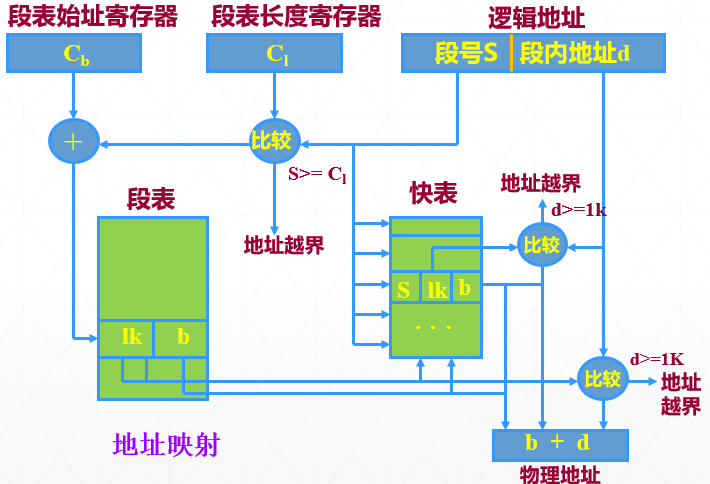 段表始址寄存器
段表长度寄存器
逻辑地址
Cb
Cl
段号S
段内地址d
+
比较
S>= Cl
地址越界
段表
快表
地址越界
d>=1k
比较
S
lk
b
. . .
lk
b
比较
d>=1K
地址
越界
地址映射
b + d
物理地址